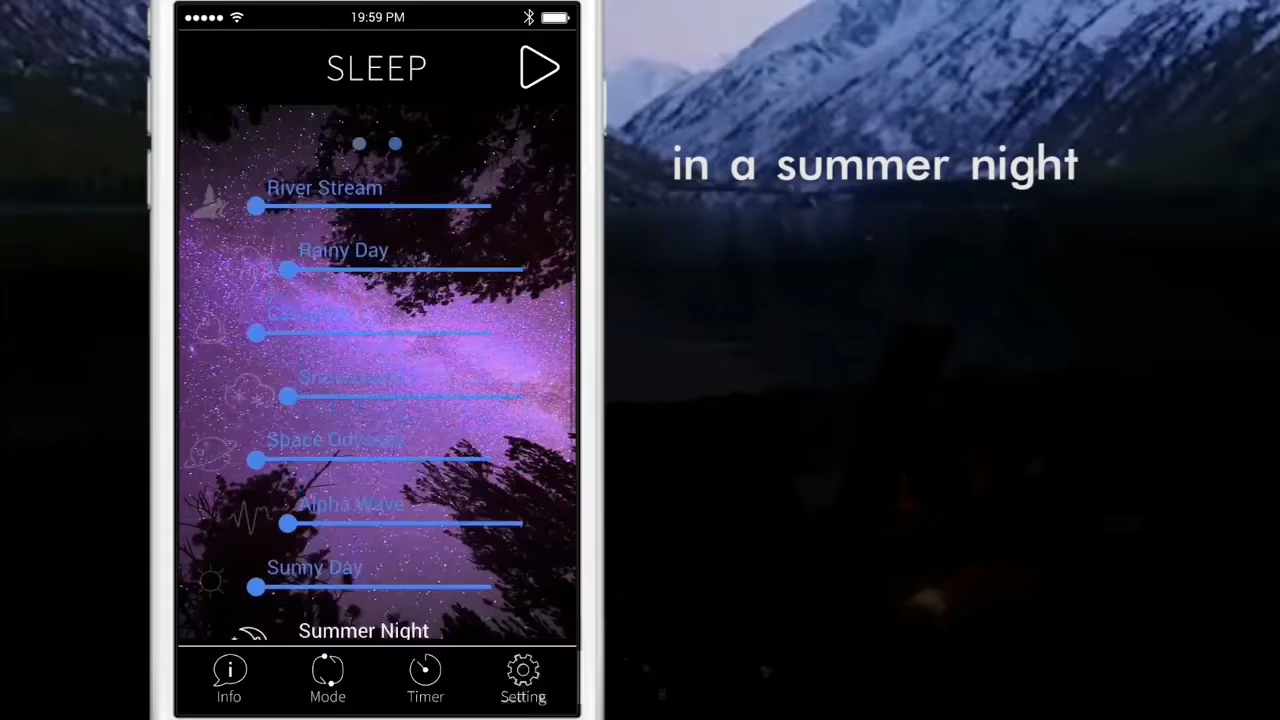 19:59 PM
SLEEP
in a summer night
River Stream
Rainy Day
Space Odyssey
Alpha Wave
Sunny Day
Summer Night
Info
Mode
Timer
Setting